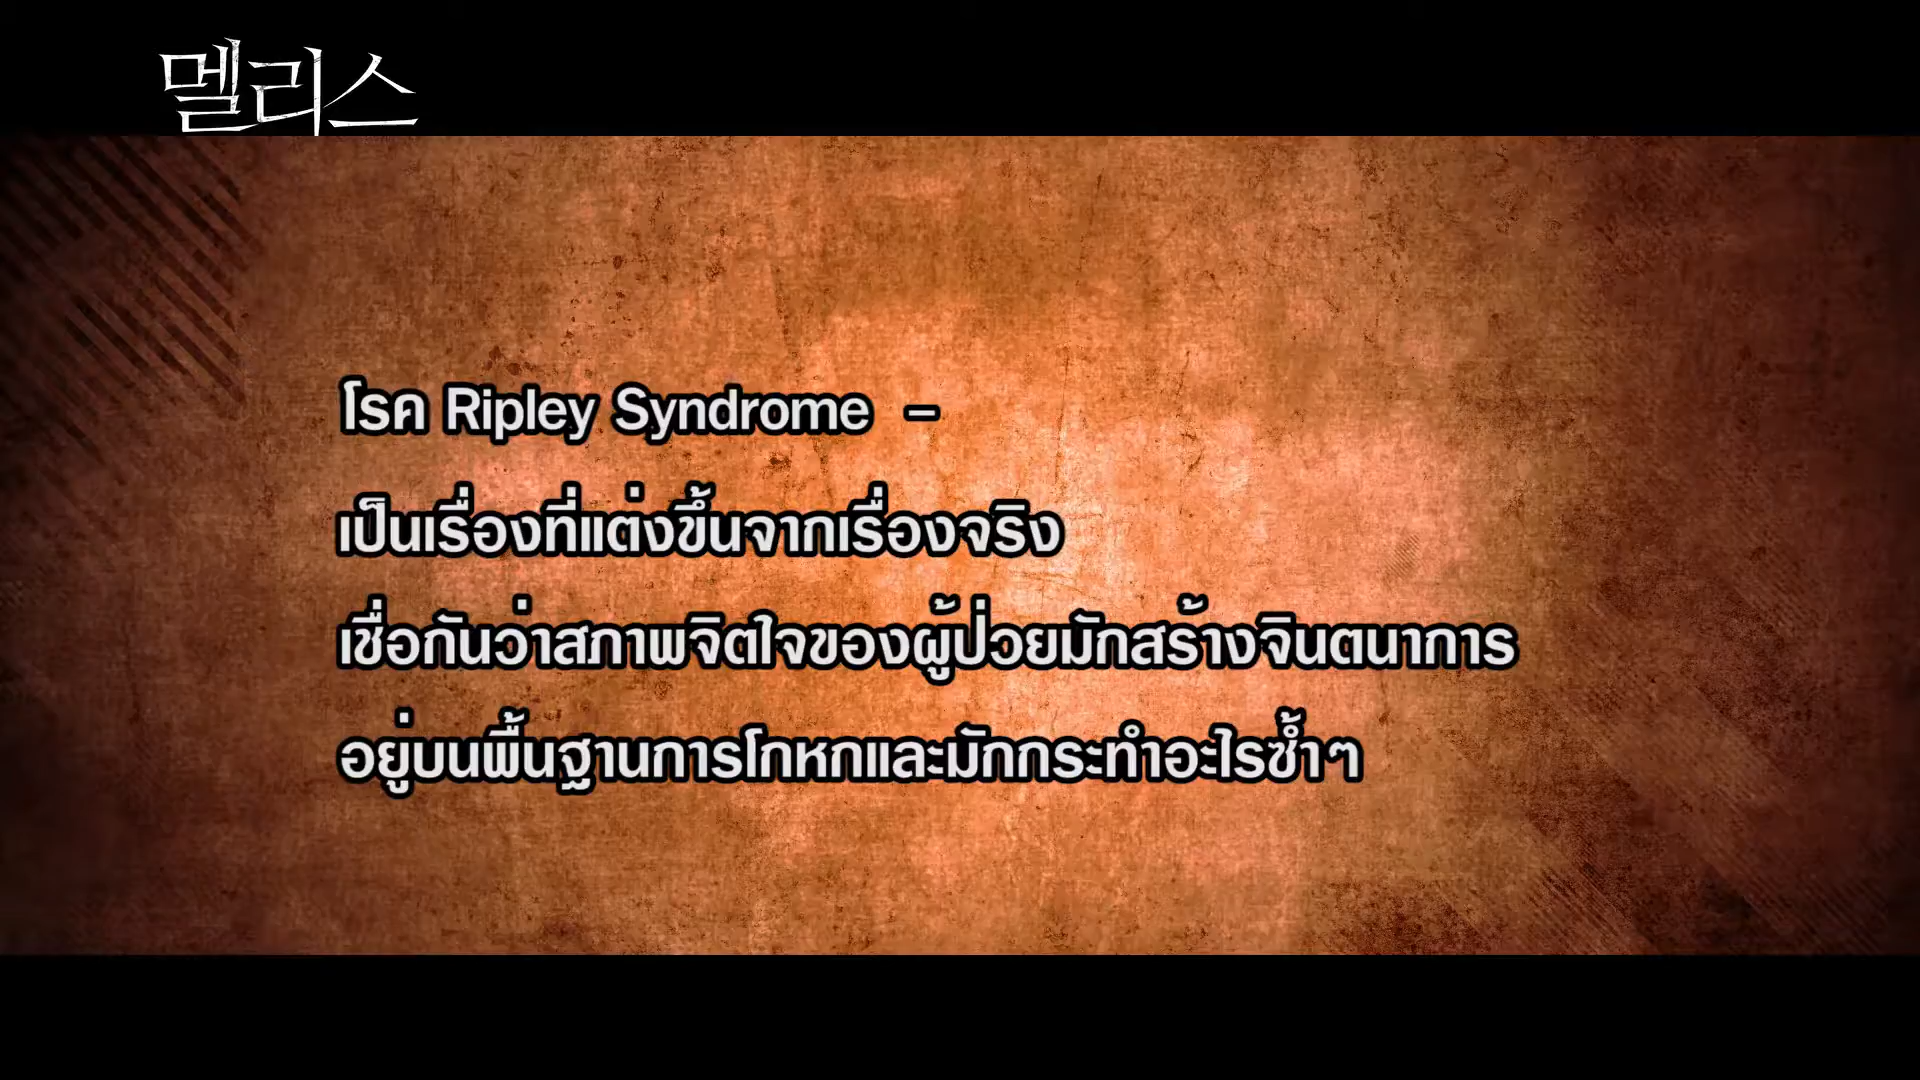 멜리스
โรค Ripley Syndrome –
เป็นเรื่องที่แต่งขึ้นจากเรื่องจริง
เชื่อกันว่าสภาพจิตใจของผู้ป่วยมักสร้างจินตนาการ
อยู่บนพื้นฐานการโกหกและมักกระทำอะไรซ้ำๆ